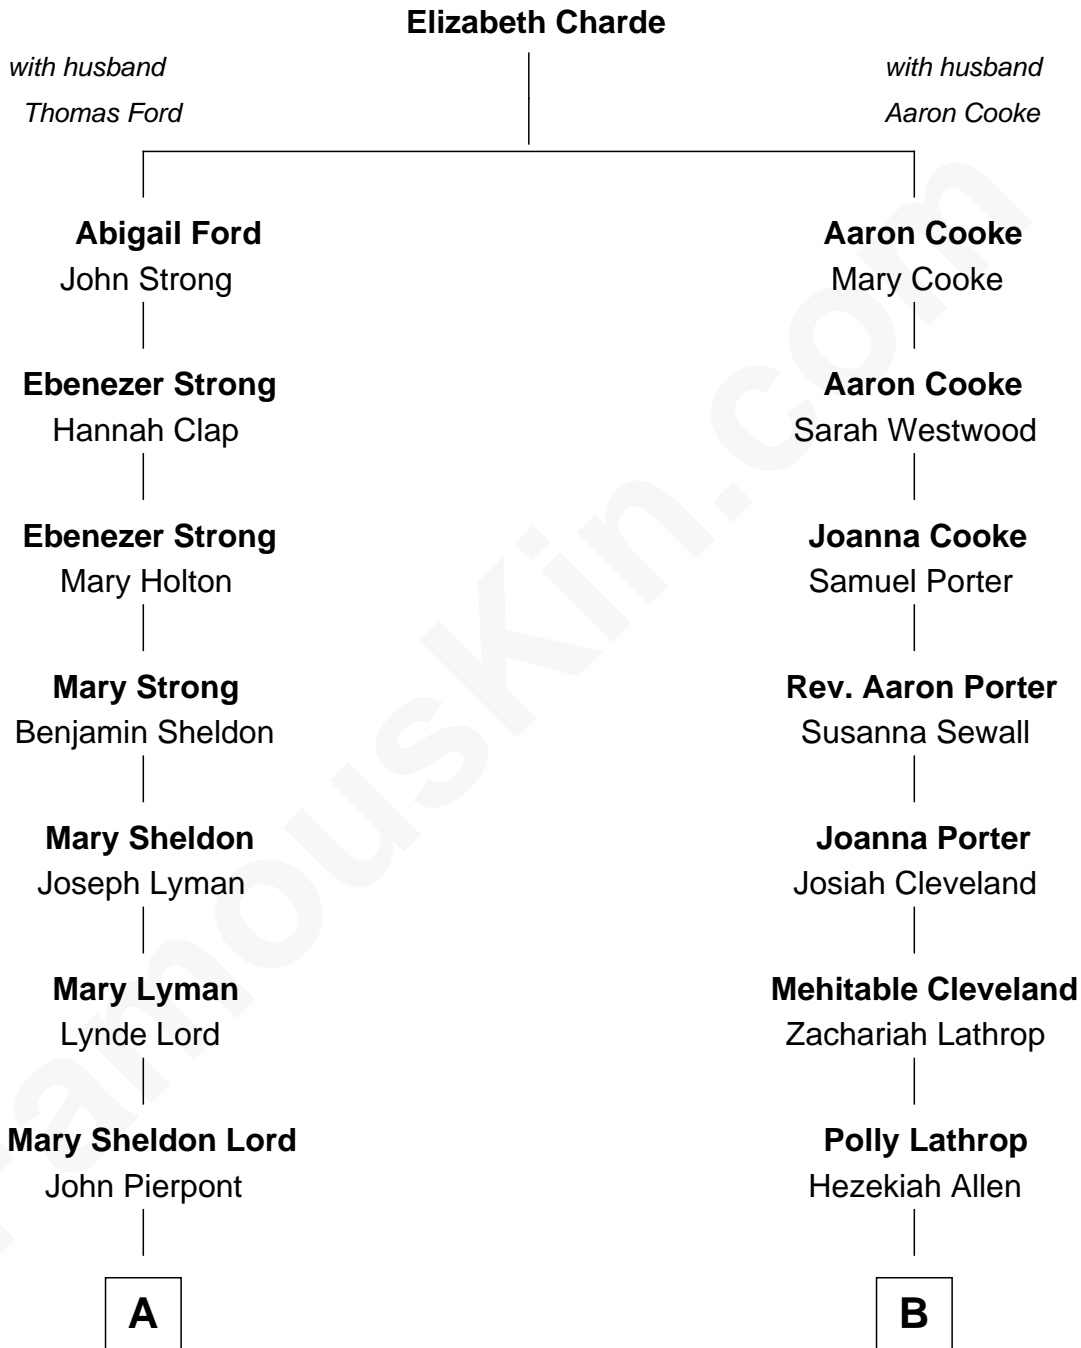 Elizabeth Charde
with husband
Thomas Ford
with husband
Aaron Cooke
Abigail Ford
John Strong
Aaron Cooke
Mary Cooke
Ebenezer Strong
Hannah Clap
Aaron Cooke
Sarah Westwood
Ebenezer Strong
Mary Holton
Joanna Cooke
Samuel Porter
Mary Strong
Benjamin Sheldon
Rev. Aaron Porter
Susanna Sewall
Mary Sheldon
Joseph Lyman
Joanna Porter
Josiah Cleveland
Mary Lyman
Lynde Lord
Mehitable Cleveland
Zachariah Lathrop
Mary Sheldon Lord
John Pierpont
Polly Lathrop
Hezekiah Allen
A
B
FamousKin.com